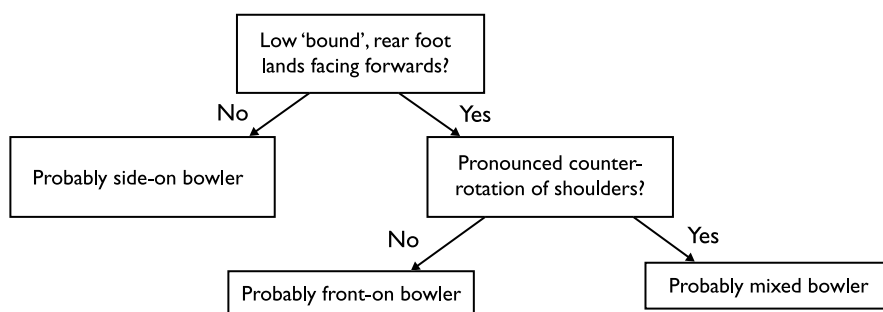 Low ‘bound’, rear foot
lands facing forwards?
No
Yes
Probably side-on bowler
Pronounced counter-
rotation of shoulders?
No
Yes
Probably front-on bowler
Probably mixed bowler